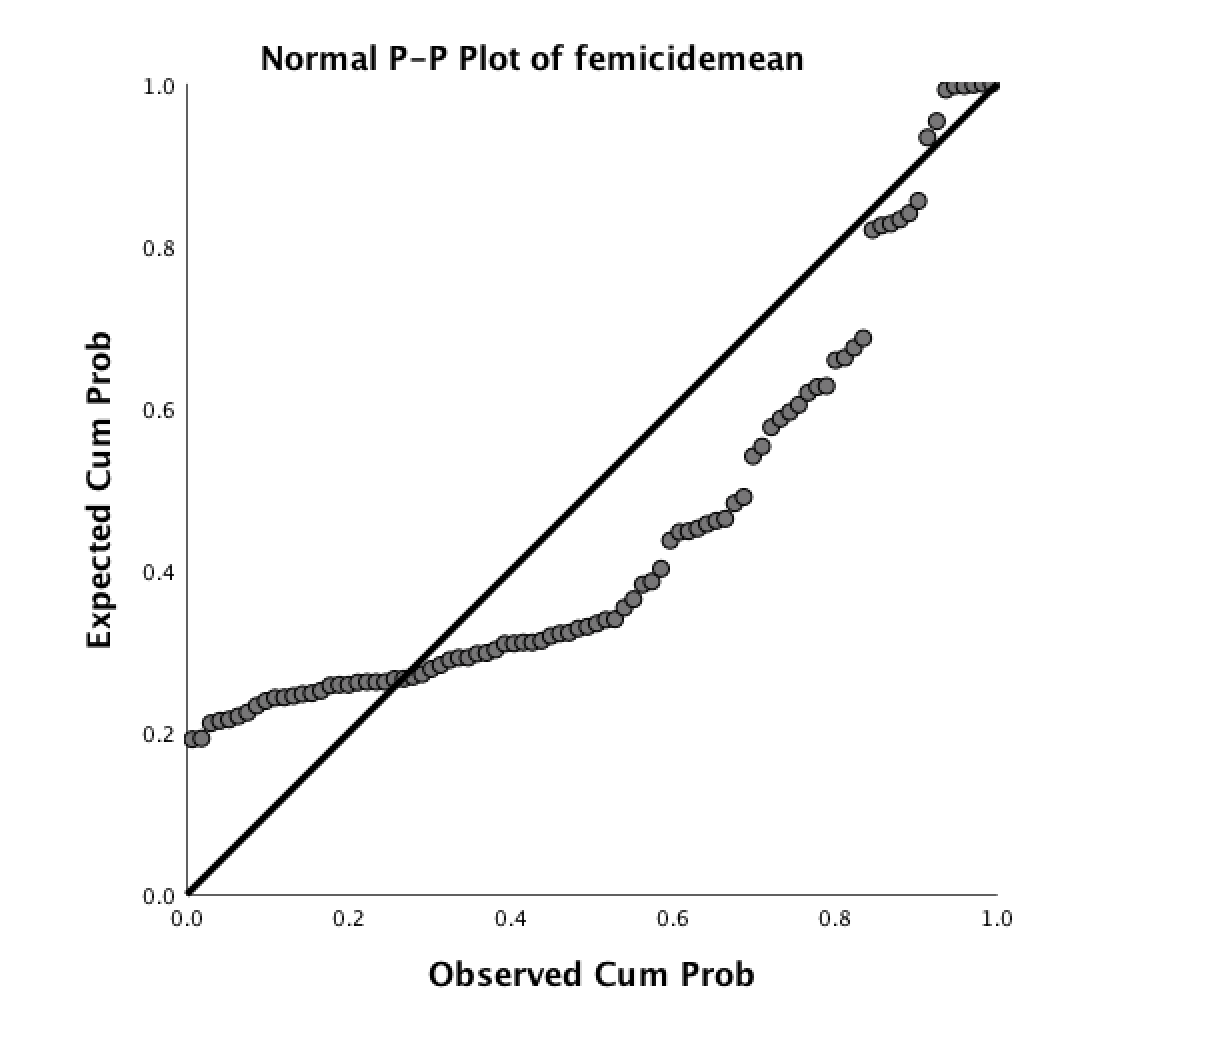 Normal P-P Plot of femicidemean
1.0
0.8
0.6
0.4
0.2
0.0
Expected Cum Prob
0.0 0.2 0.4 0.6 0.8 1.0
Observed Cum Prob